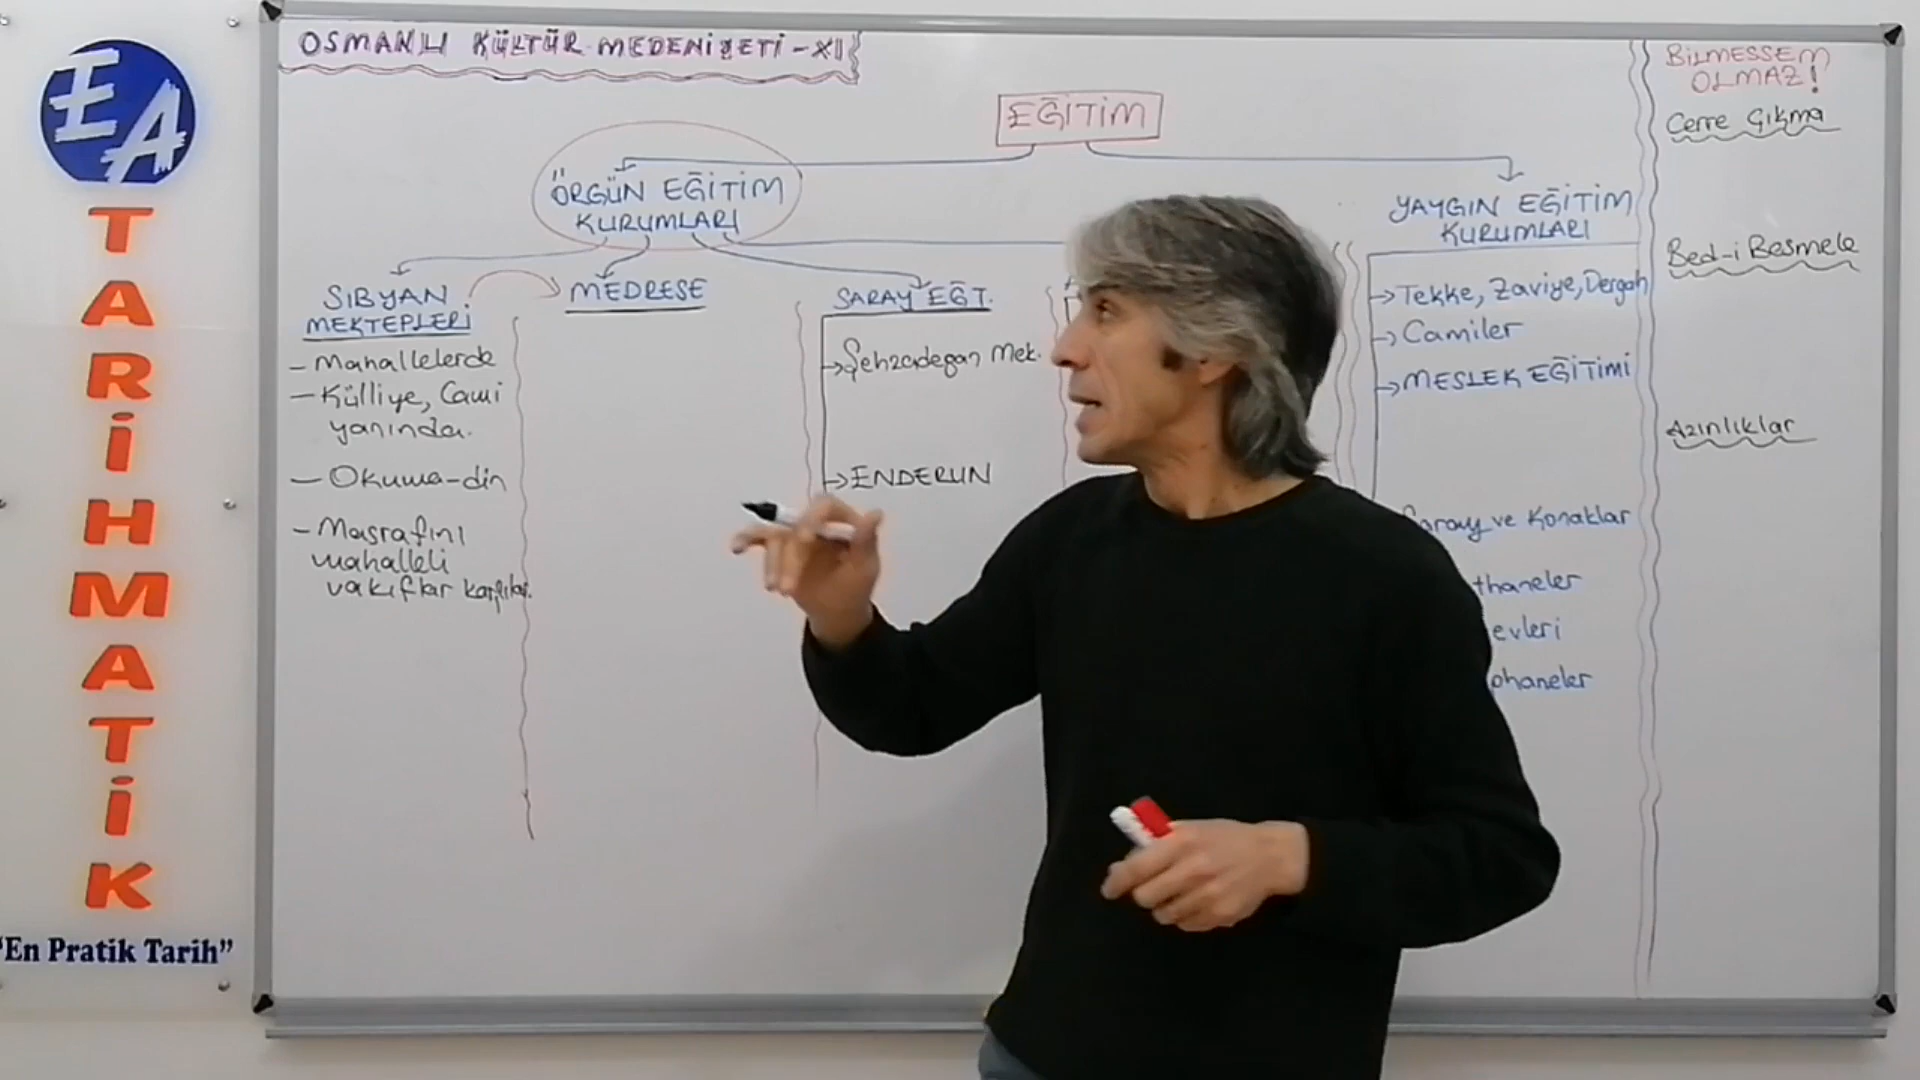 EA
TARİHMATİK
"En Pratik Tarih"
OSMANLI KÜLTÜR MEDENİYETİ-XI
EĞİTİM
ÖRGÜN EĞİTİM
KURUMLARI
SIBYAN
MEKTEPLERİ
- Mahallelerde
- Külliye, Cami
yanında.
- Okuma-din
- Masrafını
mahalleli
vakıflar karşılar.
MEDRESE
SARAY EĞT.
→ Şehzadegan Mek.
→ ENDERUN
YAYGIN EĞİTİM
KURUMLARI
→ Tekke, Zaviye, Dergah
→ Camiler
→ MESLEK EĞİTİMİ
Saray ve Konaklar
thaneler
evleri
phaneler
BİLMESSEM
OLMAZ!
Cerre Çıkma
Bed-i Besmele
Azınlıklar